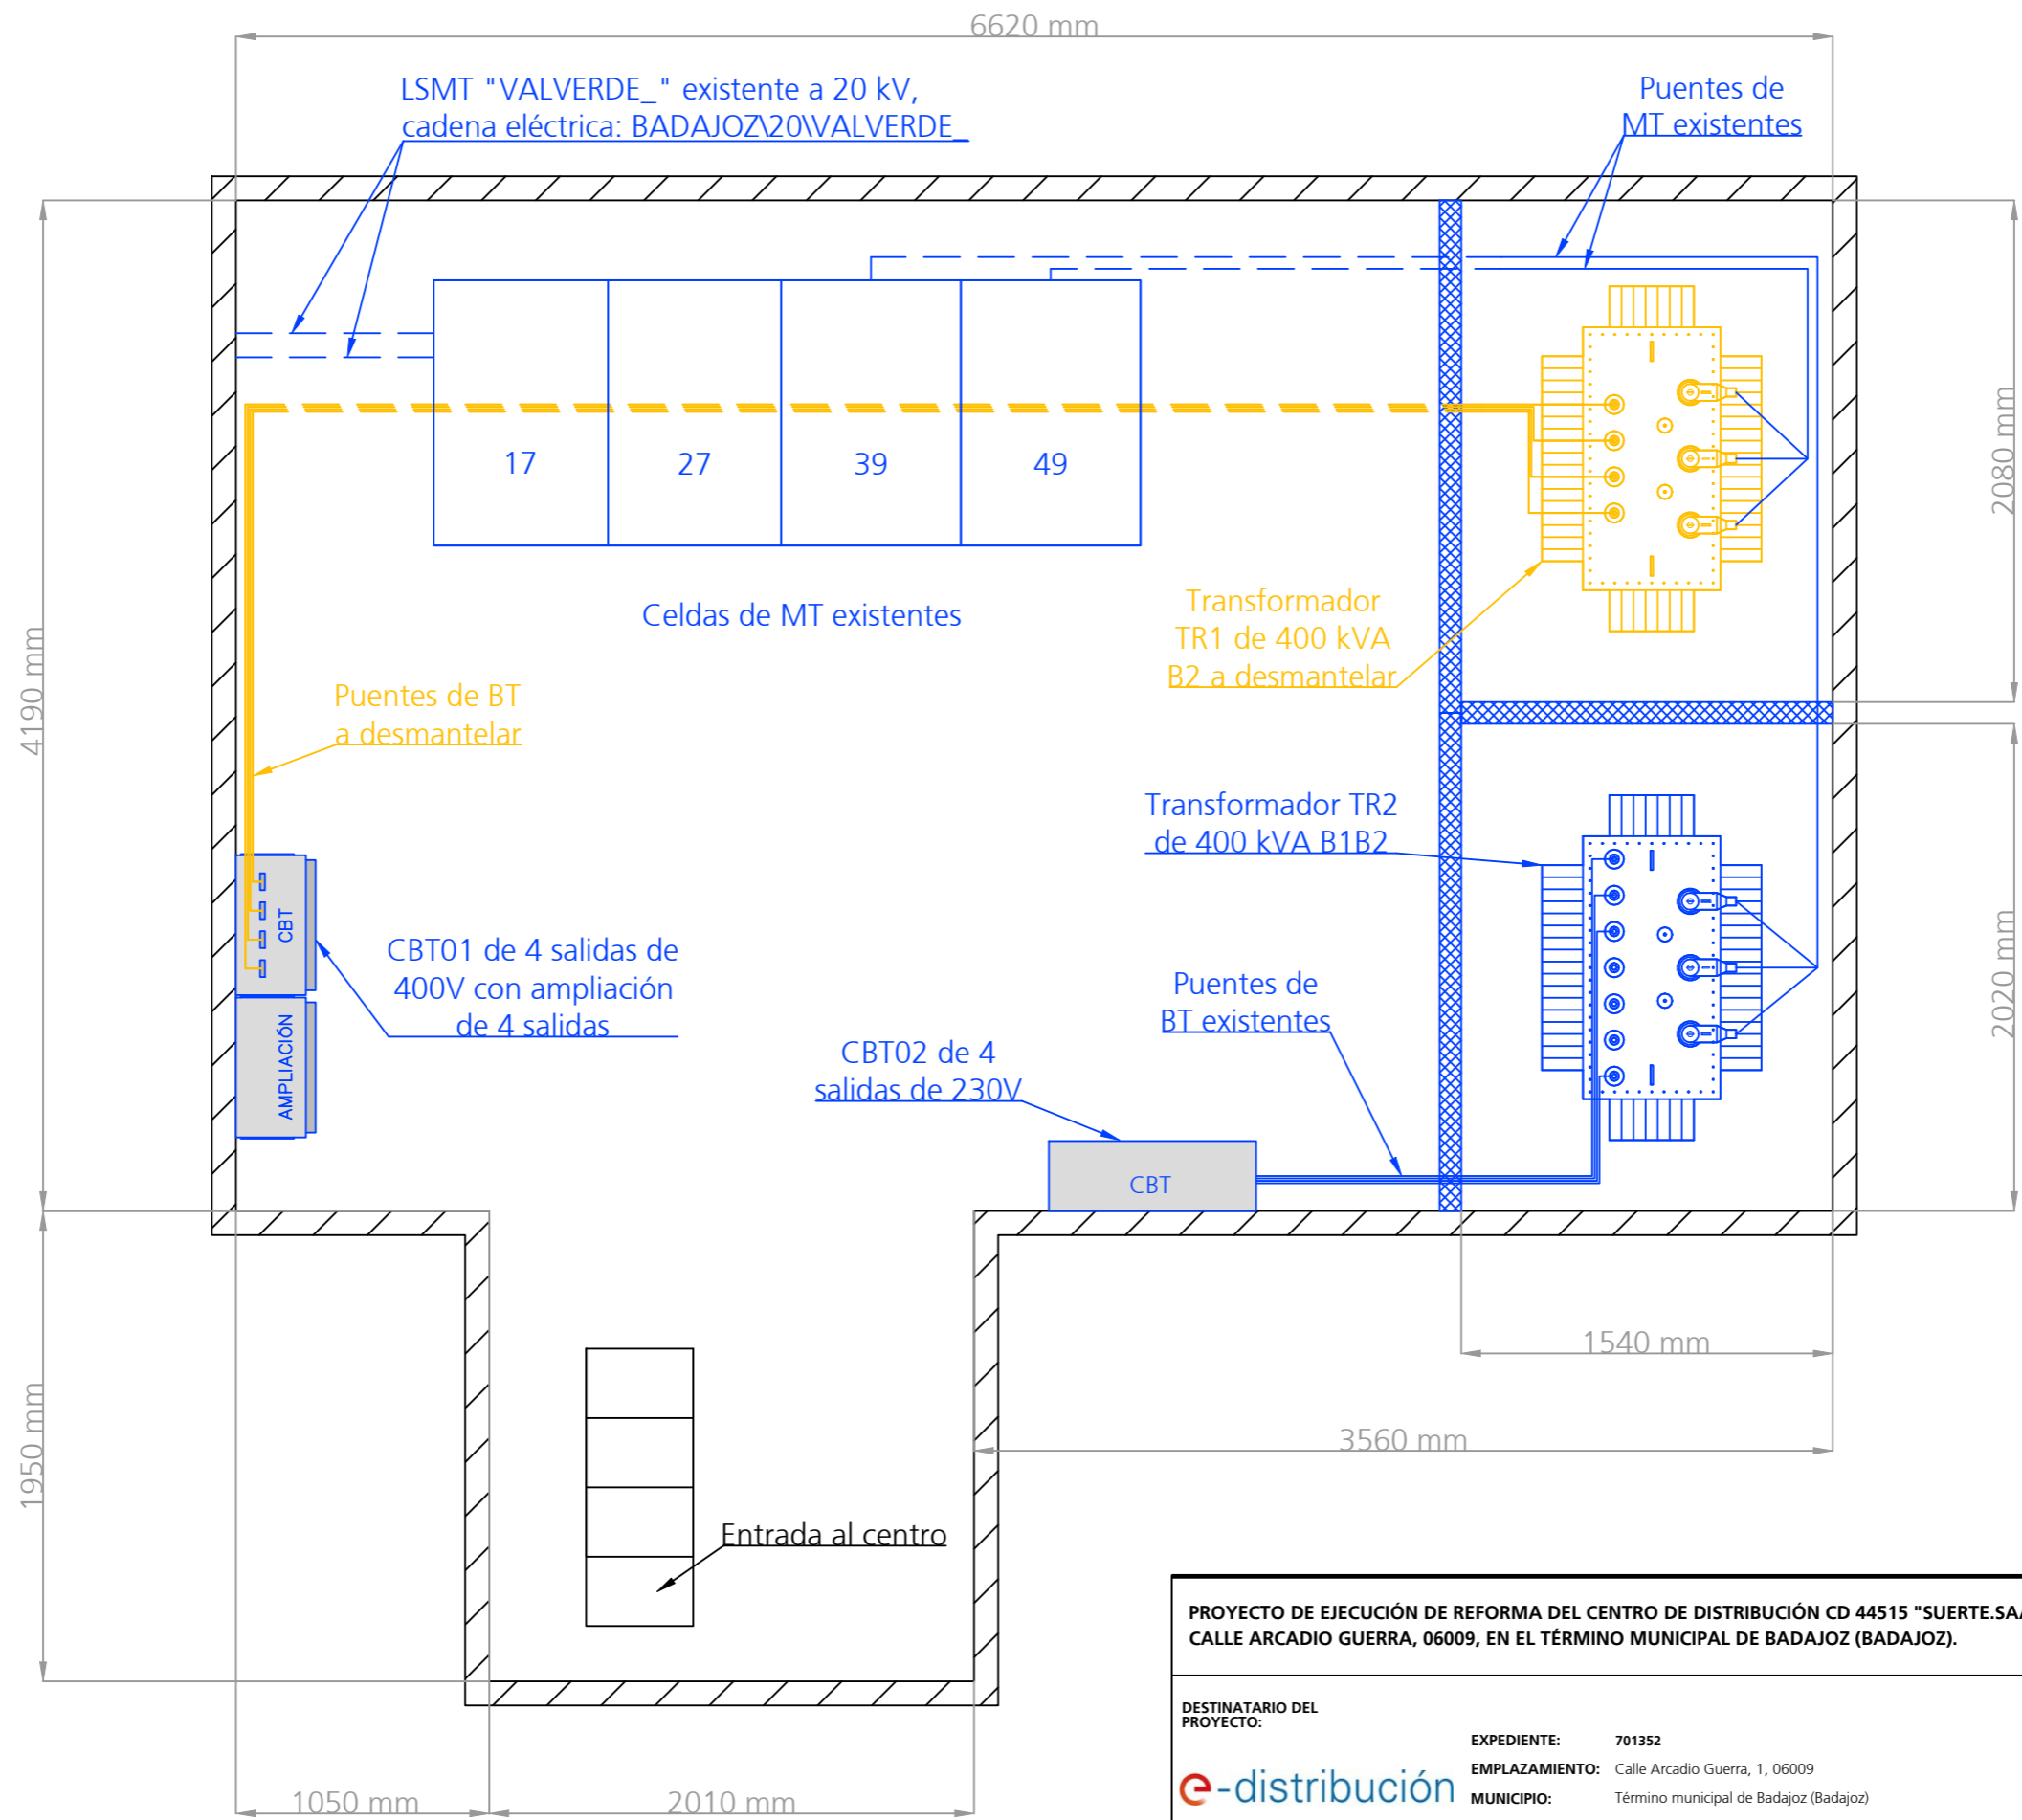 6620 mm
LSMT "VALVERDE_" existente a 20 kV,
cadena eléctrica: BADAJOZ\20\VALVERDE_
Puentes de
MT existentes
17
27
39
49
2080 mm
Celdas de MT existentes
Transformador
TR1 de 400 kVA
B2 a desmantelar
4190 mm
Puentes de BT
a desmantelar
Transformador TR2
de 400 kVA B1B2
CBT
CBT01 de 4 salidas de
400V con ampliación
de 4 salidas
AMPLIACIÓN
Puentes de
BT existentes
2020 mm
CBT02 de 4
salidas de 230V
CBT
1540 mm
3560 mm
1950 mm
Entrada al centro
1050 mm
2010 mm
PROYECTO DE EJECUCIÓN DE REFORMA DEL CENTRO DE DISTRIBUCIÓN CD 44515 "SUERTE.SA
CALLE ARCADIO GUERRA, 06009, EN EL TÉRMINO MUNICIPAL DE BADAJOZ (BADAJOZ).
DESTINATARIO DEL
PROYECTO:
e-distribución
EXPEDIENTE: 701352
EMPLAZAMIENTO: Calle Arcadio Guerra, 1, 06009
MUNICIPIO: Término municipal de Badajoz (Badajoz)